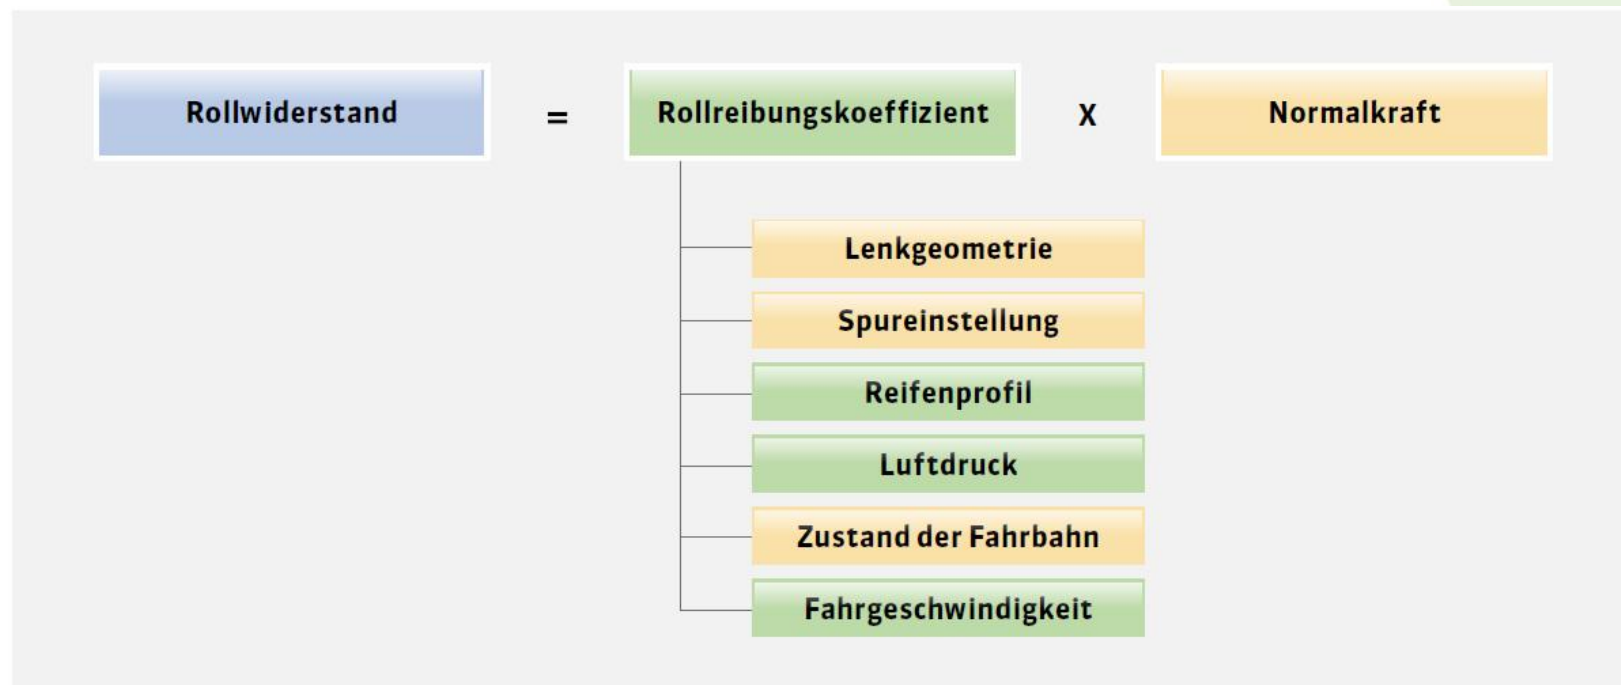 Rollwiderstand = Rollreibungskoeffizient x Normalkraft
Lenkgeometrie
Spureinstellung
Reifenprofil
Luftdruck
Zustand der Fahrbahn
Fahrgeschwindigkeit